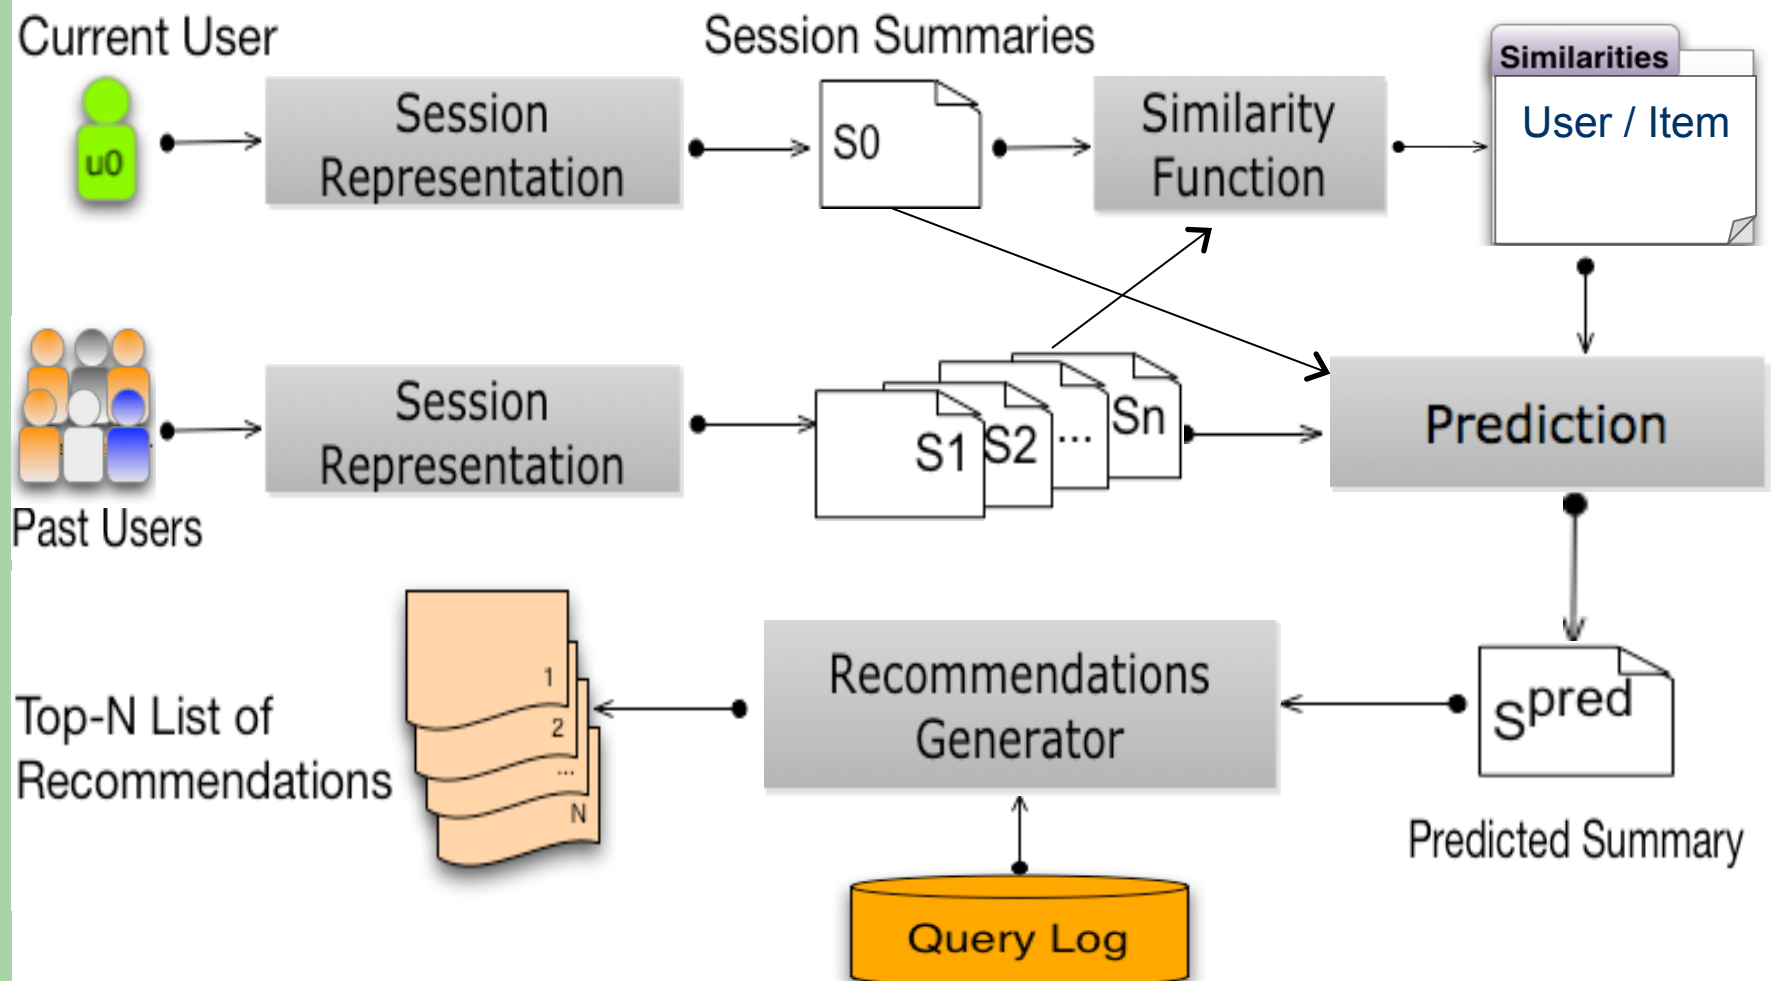 Current User
Session Summaries
Similarities
u0
Session
Representation
S0
Similarity
Function
User / Item
Past Users
Session
Representation
S1
S2
...
Sn
Prediction
Top-N List of
Recommendations
1
2
...
N
Recommendations
Generator
Spred
Predicted Summary
Query Log